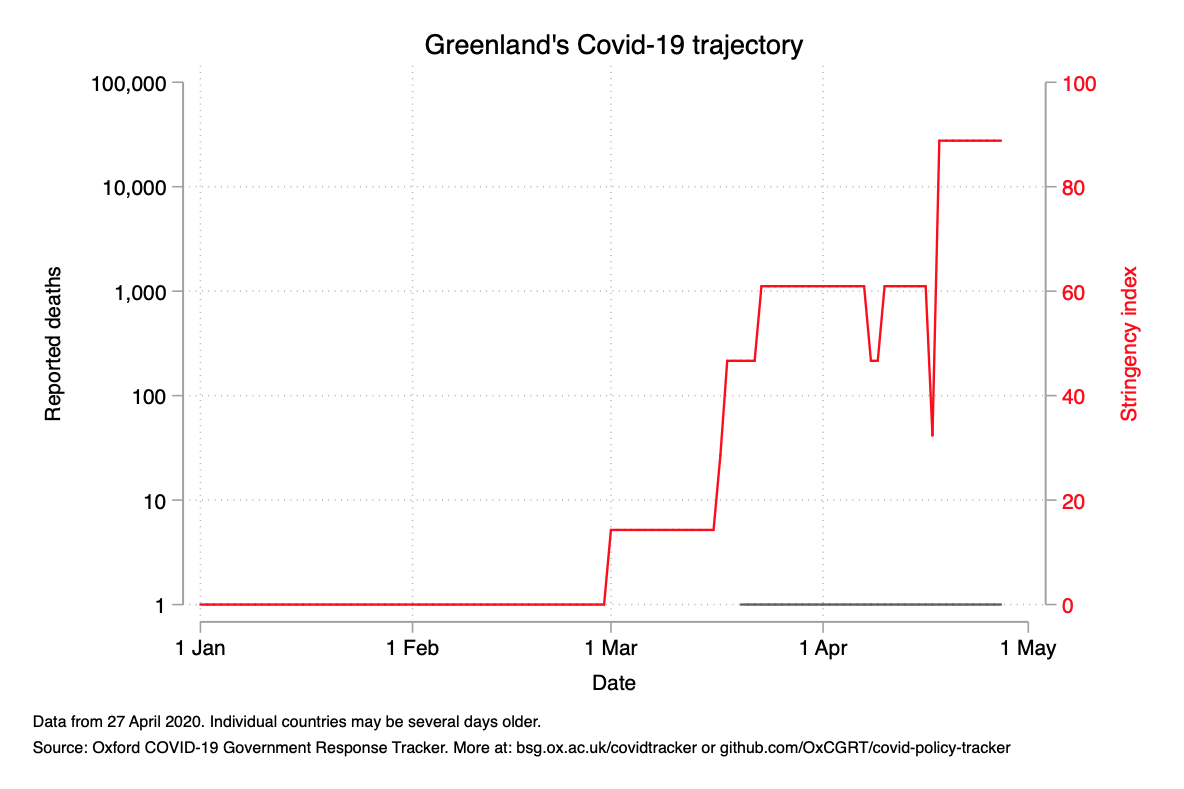 Greenland's Covid-19 trajectory
100,000
10,000
1,000
100
10
1
Reported deaths
100
80
60
40
20
0
Stringency index
1 Jan
1 Feb
1 Mar
1 Apr
1 May
Date
Data from 27 April 2020. Individual countries may be several days older.
Source: Oxford COVID-19 Government Response Tracker. More at: bsg.ox.ac.uk/covidtracker or github.com/OxCGRT/covid-policy-tracker